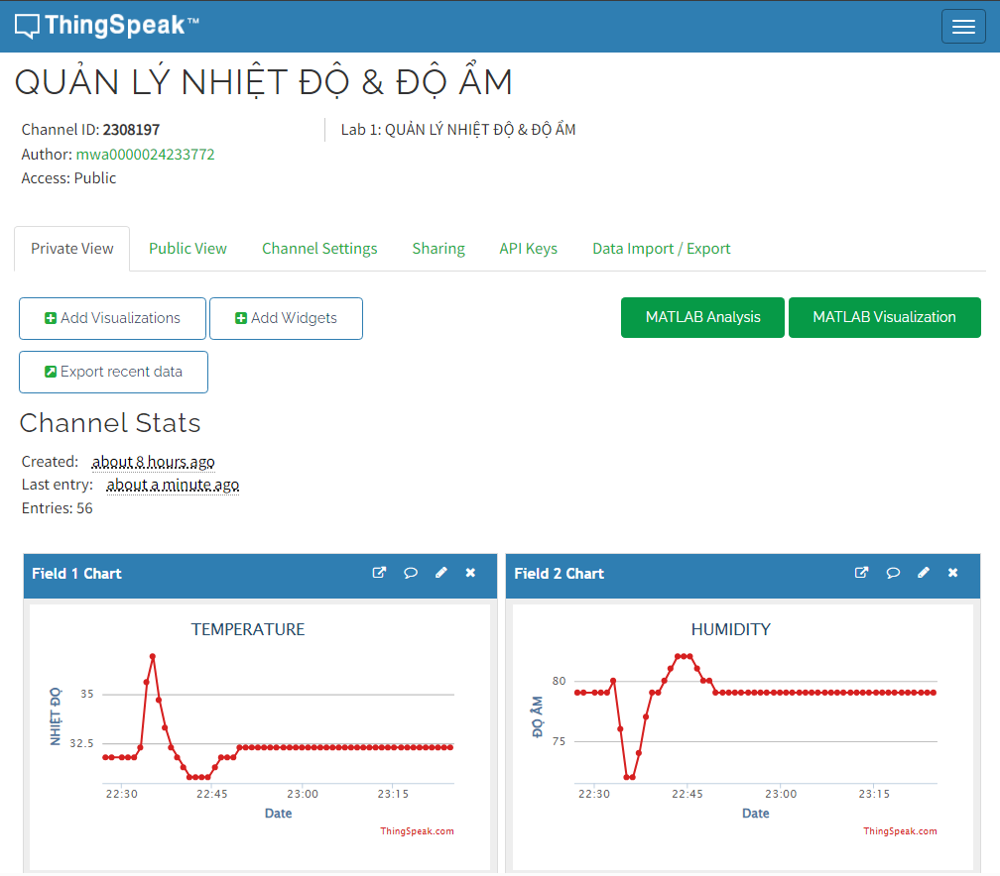 ThingSpeak™
QUẢN LÝ NHIỆT ĐỘ & ĐỘ ẨM
Channel ID: 2308197
Author: mwa0000024233772
Access: Public
Lab 1: QUẢN LÝ NHIỆT ĐỘ & ĐỘ ẨM
Private View
Public View
Channel Settings
Sharing
API Keys
Data Import / Export
Add Visualizations
Add Widgets
MATLAB Analysis
MATLAB Visualization
Export recent data
Channel Stats
Created: about 8 hours ago
Last entry: about a minute ago
Entries: 56
Field 1 Chart
TEMPERATURE
NHIỆT ĐỘ
35
32.5
22:30 22:45 23:00 23:15
Date
ThingSpeak.com
Field 2 Chart
HUMIDITY
ĐỘ ẨM
80
75
22:30 22:45 23:00 23:15
Date
ThingSpeak.com